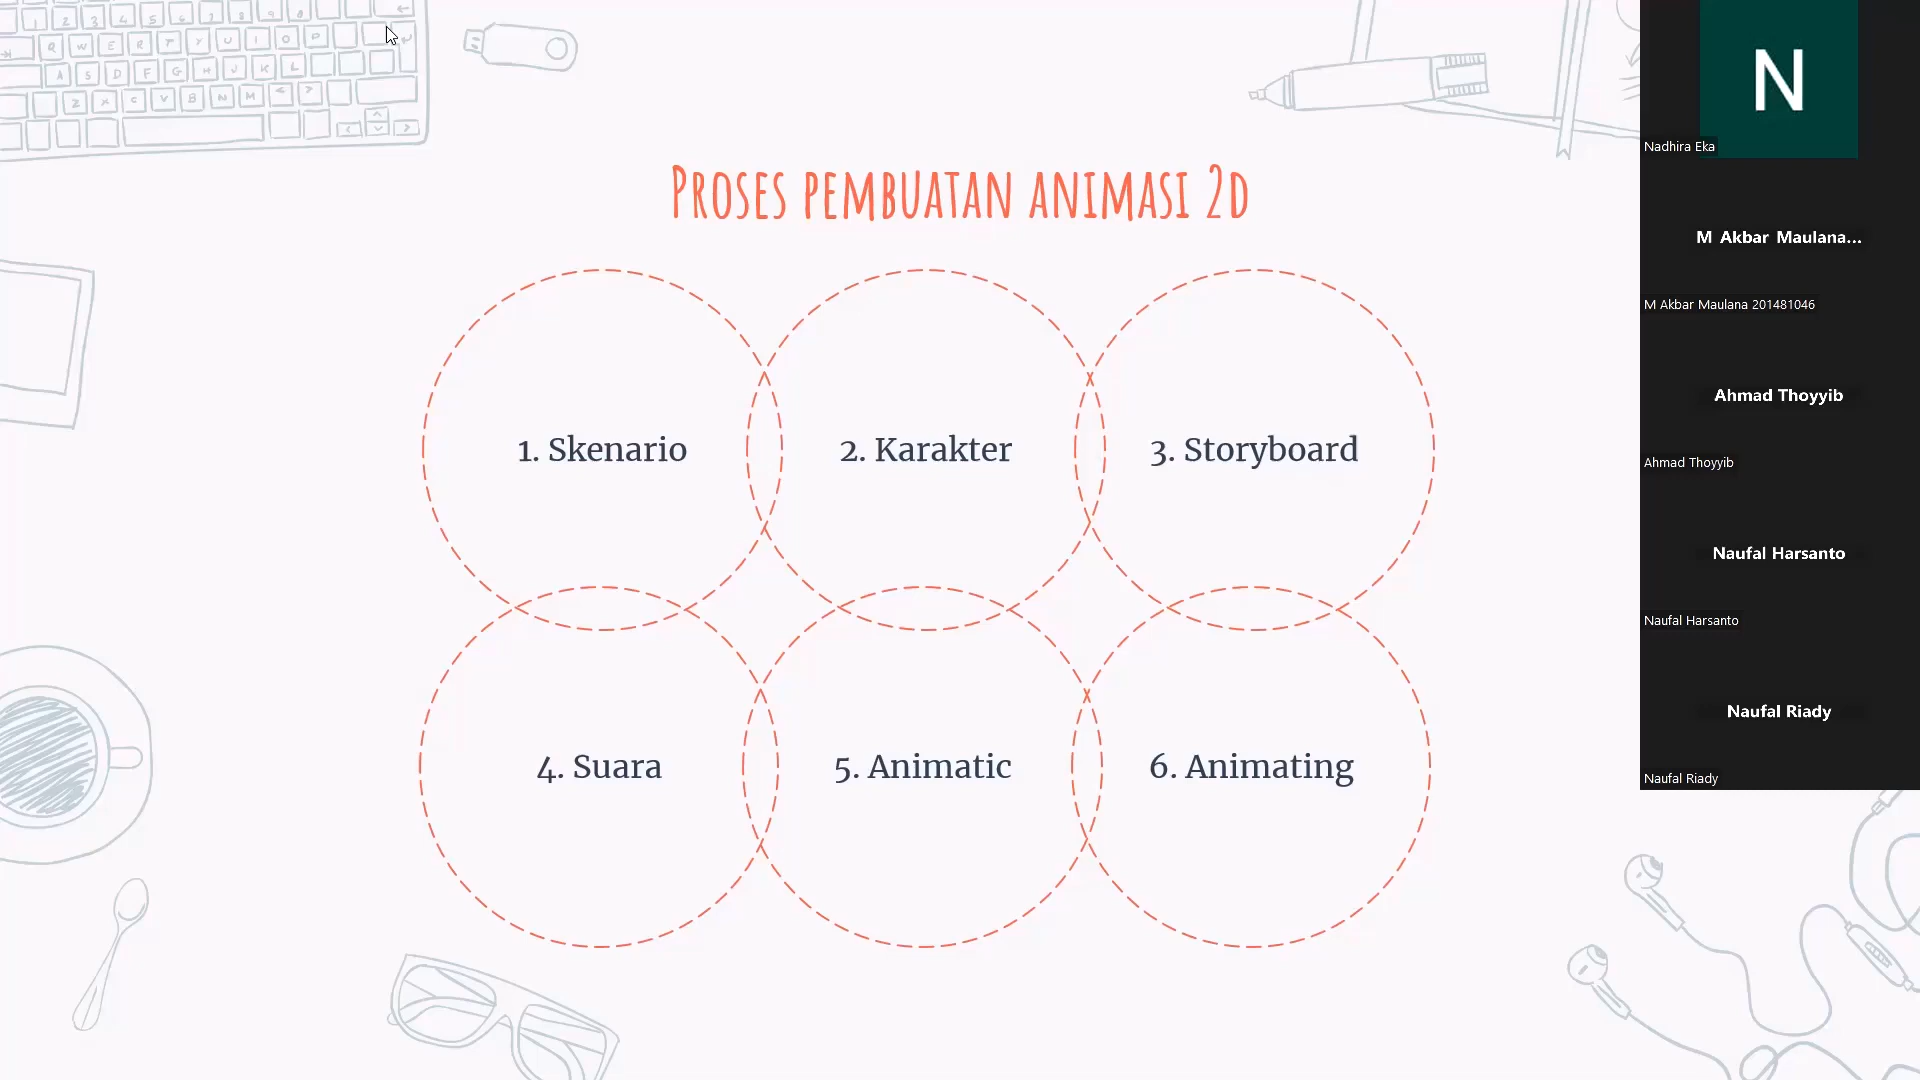 Proses pembuatan animasi 2d
1. Skenario
2. Karakter
3. Storyboard
4. Suara
5. Animatic
6. Animating
N
Nadhira Eka
M Akbar Maulana...
M Akbar Maulana 201481046
Ahmad Thoyyib
Ahmad Thoyyib
Naufal Harsanto
Naufal Harsanto
Naufal Riady
Naufal Riady